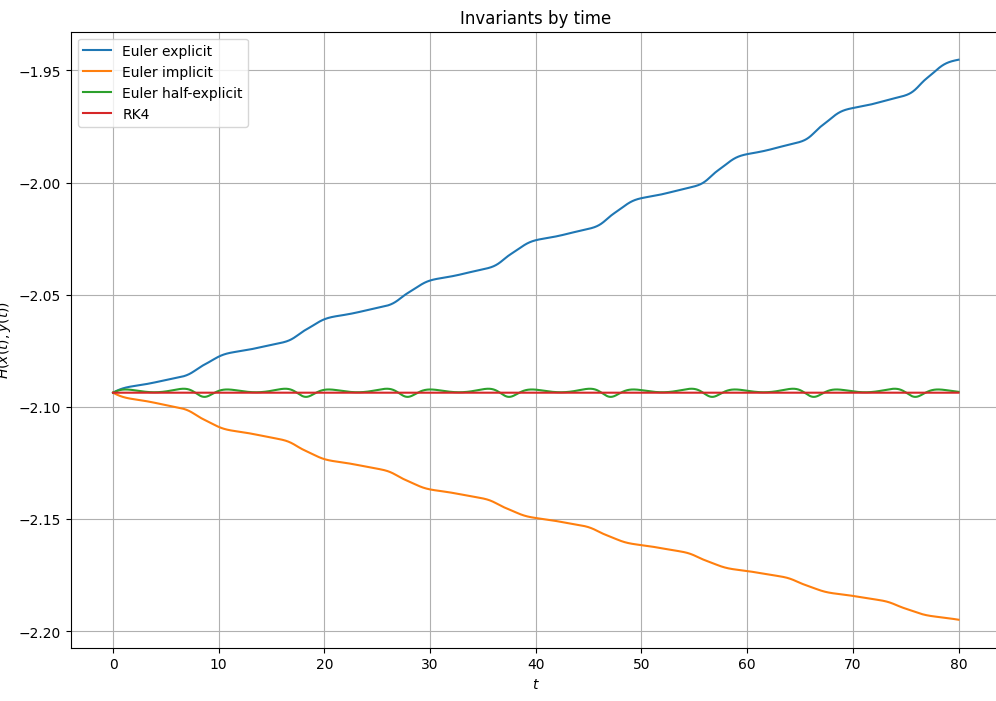 Invariants by time
Euler explicit
Euler implicit
Euler half-explicit
RK4
−1.95
−2.00
−2.05
−2.10
−2.15
−2.20
H(x(t), y(t))
0 10 20 30 40 50 60 70 80
t